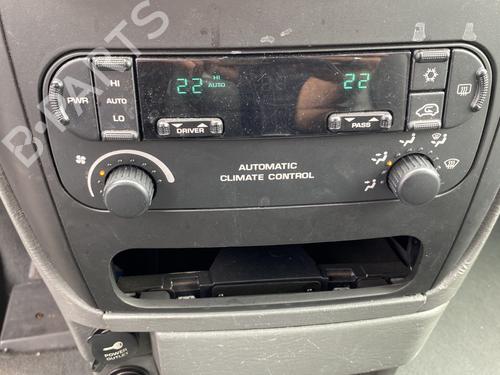 HI
PWR
AUTO
LO
22
HI
AUTO
22
DRIVER
PASS
AUTOMATIC
CLIMATE CONTROL
POWER
OUTLET
B-PARTS